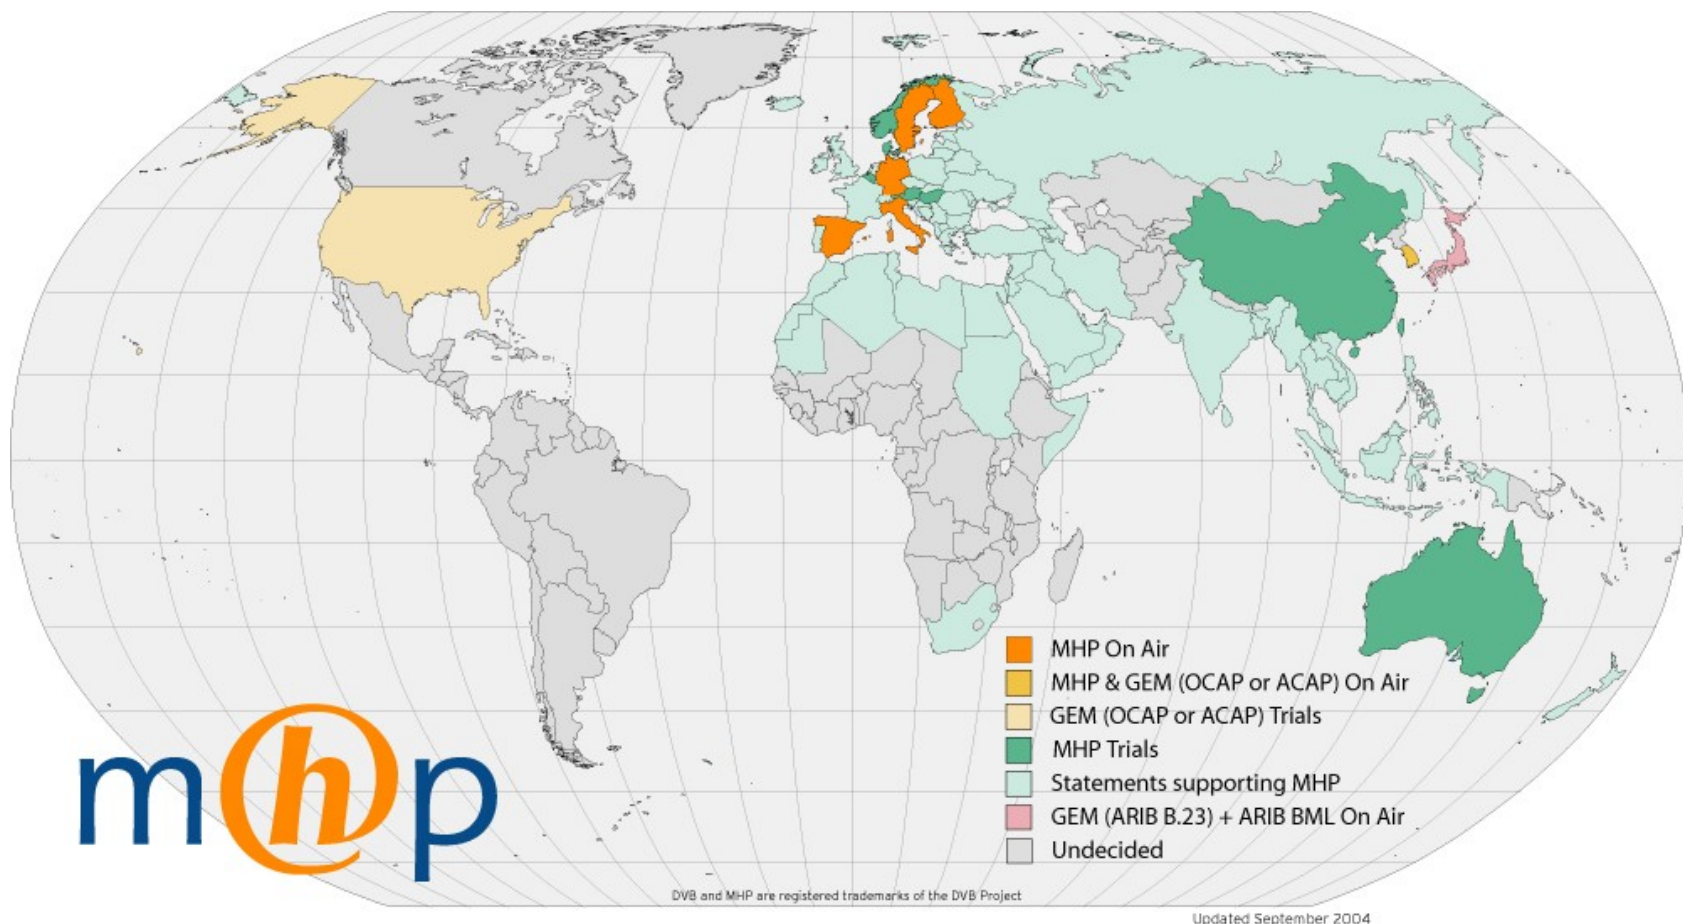 MHP On Air
MHP & GEM (OCAP or ACAP) On Air
GEM (OCAP or ACAP) Trials
MHP Trials
Statements supporting MHP
GEM (ARIB B.23) + ARIB BML On Air
Undecided
m@hp
DVB and MHP are registered trademarks of the DVB Project
Updated September 2004